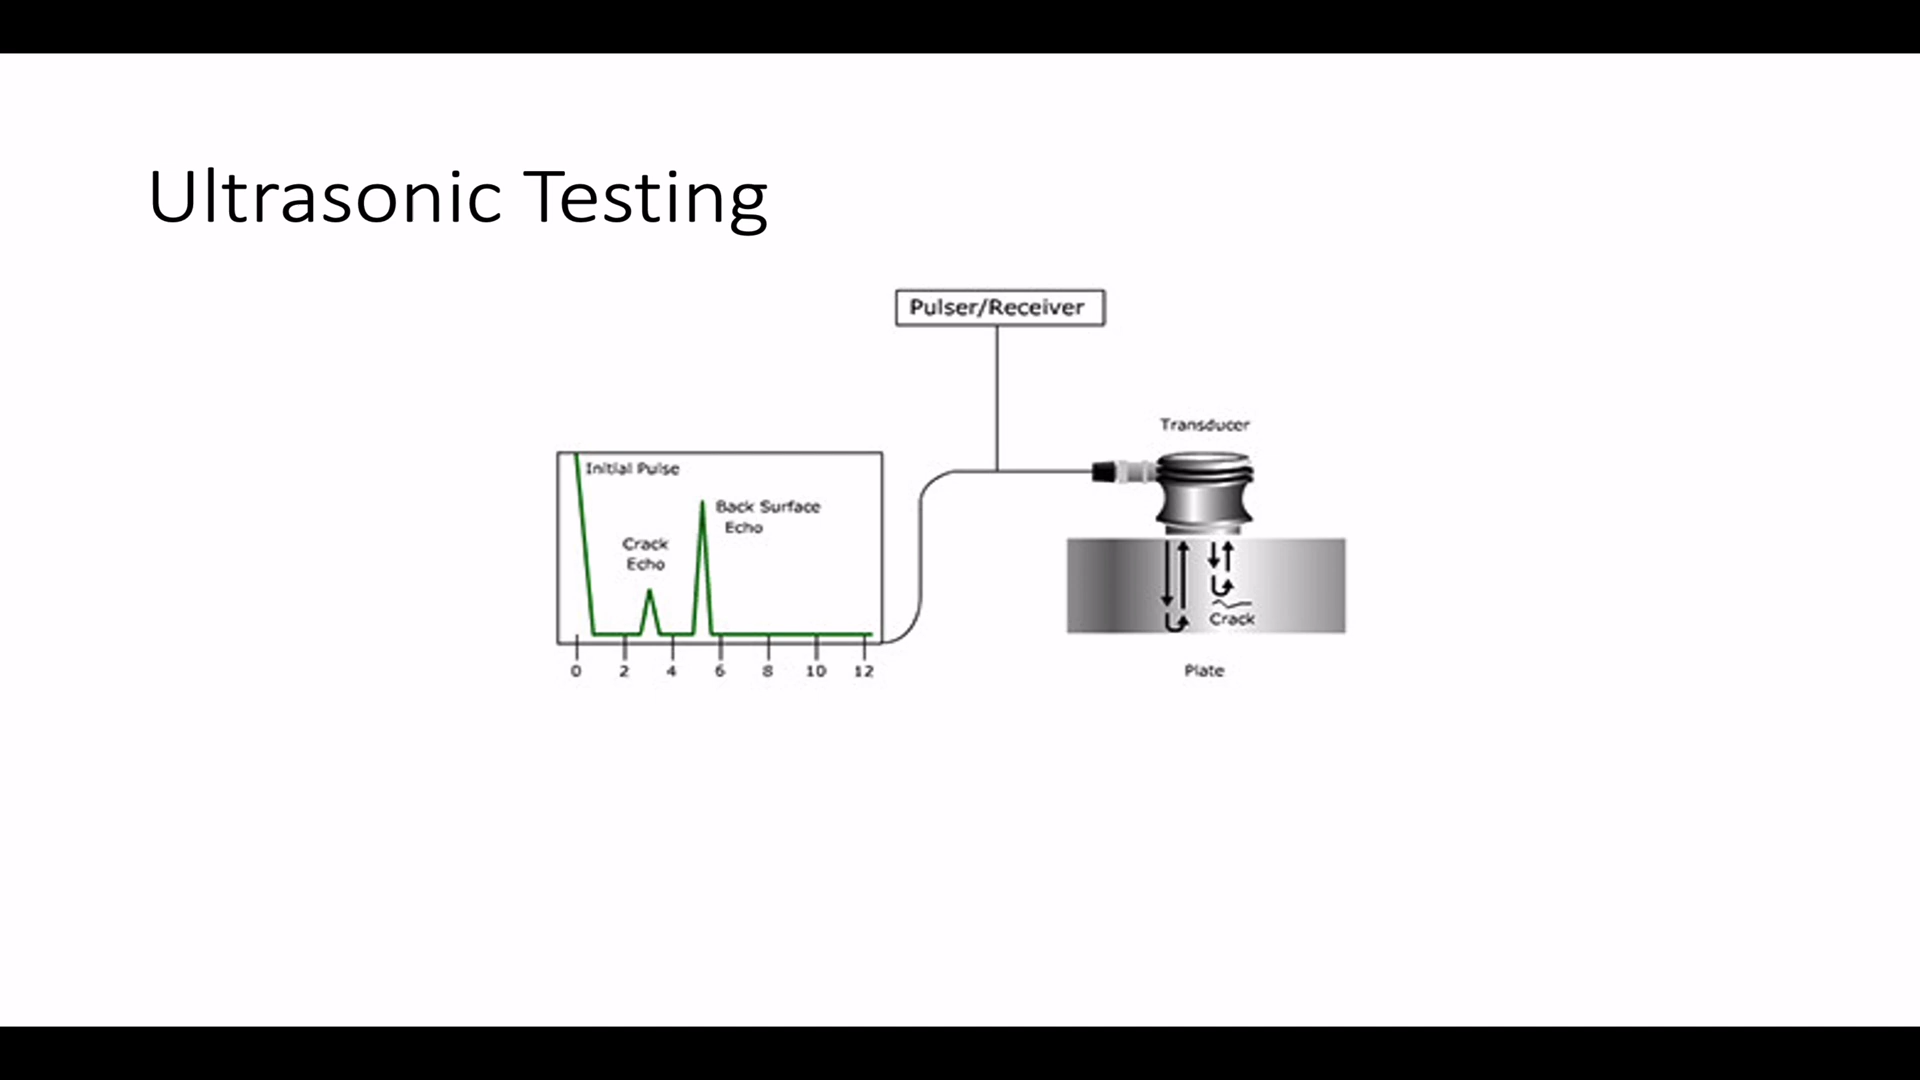 Ultrasonic Testing
Pulser/Receiver
Transducer
Initial Pulse
Back Surface
Echo
Crack
Echo
Crack
0 2 4 6 8 10 12
Plate